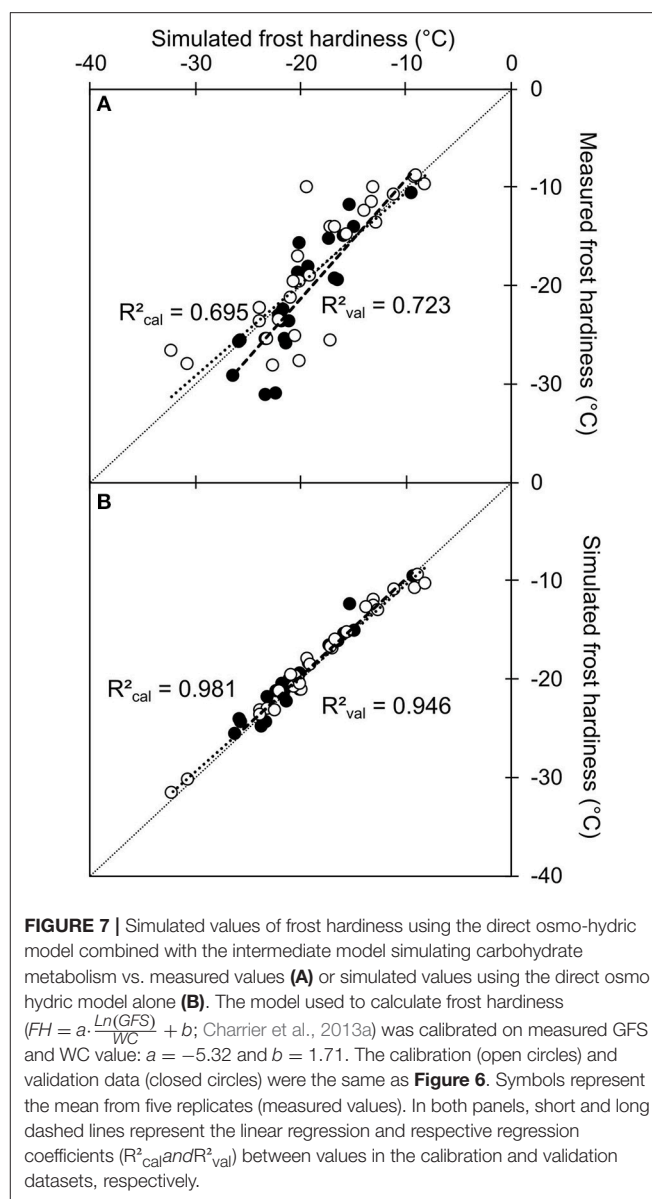 Simulated frost hardiness (°C)
-40 -30 -20 -10 0
A
0
-10
-20
-30
0
Measured frost hardiness (°C)
R²cal = 0.695
R²val = 0.723
B
-10
-20
-30
-40
Simulated frost hardiness (°C)
R²cal = 0.981
R²val = 0.946
FIGURE 7 | Simulated values of frost hardiness using the direct osmo-hydric
model combined with the intermediate model simulating carbohydrate
metabolism vs. measured values (A) or simulated values using the direct osmo
hydric model alone (B). The model used to calculate frost hardiness
(FH = a·Ln(GFS)/WC + b; Charrier et al., 2013a) was calibrated on measured GFS
and WC value: a = −5.32 and b = 1.71. The calibration (open circles) and
validation data (closed circles) were the same as Figure 6. Symbols represent
the mean from five replicates (measured values). In both panels, short and long
dashed lines represent the linear regression and respective regression
coefficients (R²calandR²val) between values in the calibration and validation
datasets, respectively.